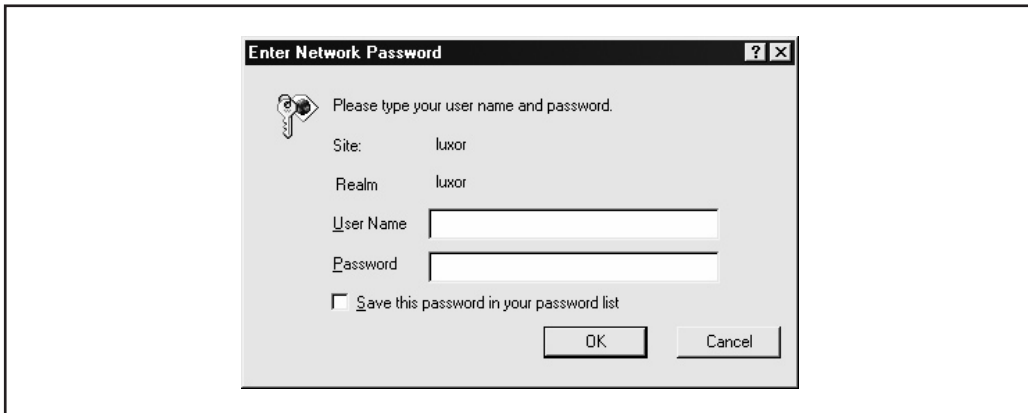 Enter Network Password
Please type your user name and password.
Site: luxor
Realm luxor
User Name
Password
Save this password in your password list
OK Cancel